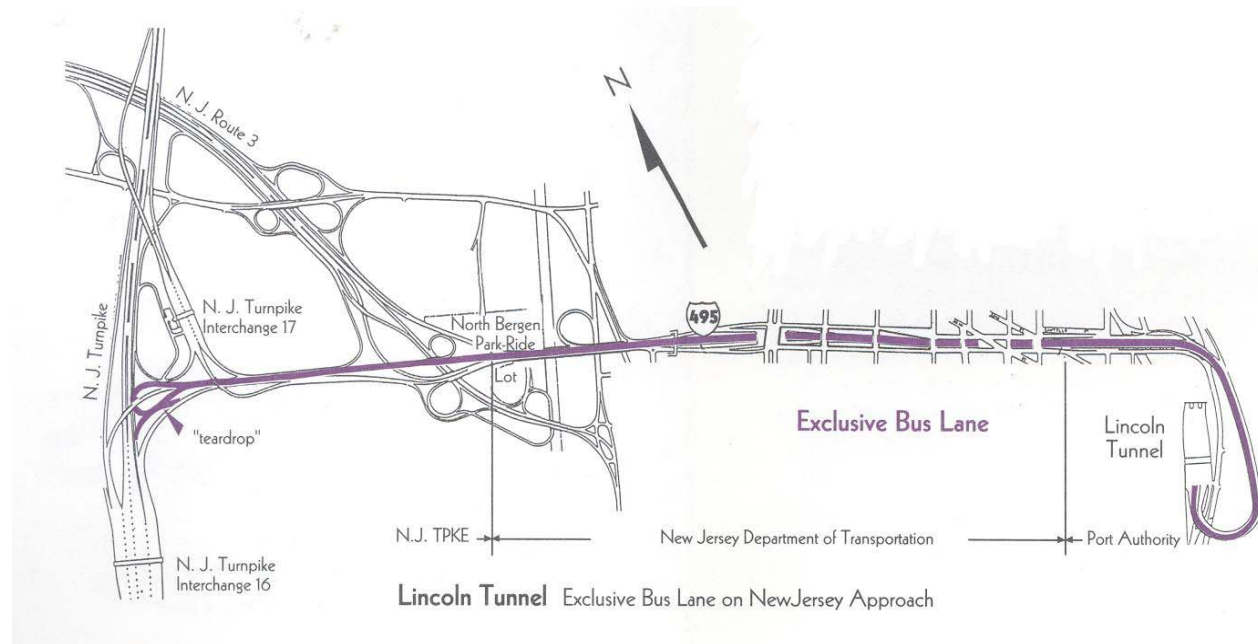 N
N. J. Route 3
N. J. Turnpike
Interchange 17
N. J. Turnpike
North Bergen
Park-Ride
Lot
495
"teardrop"
Exclusive Bus Lane
Lincoln
Tunnel
N.J. TPKE
New Jersey Department of Transportation
Port Authority
N. J. Turnpike
Interchange 16
Lincoln Tunnel Exclusive Bus Lane on NewJersey Approach